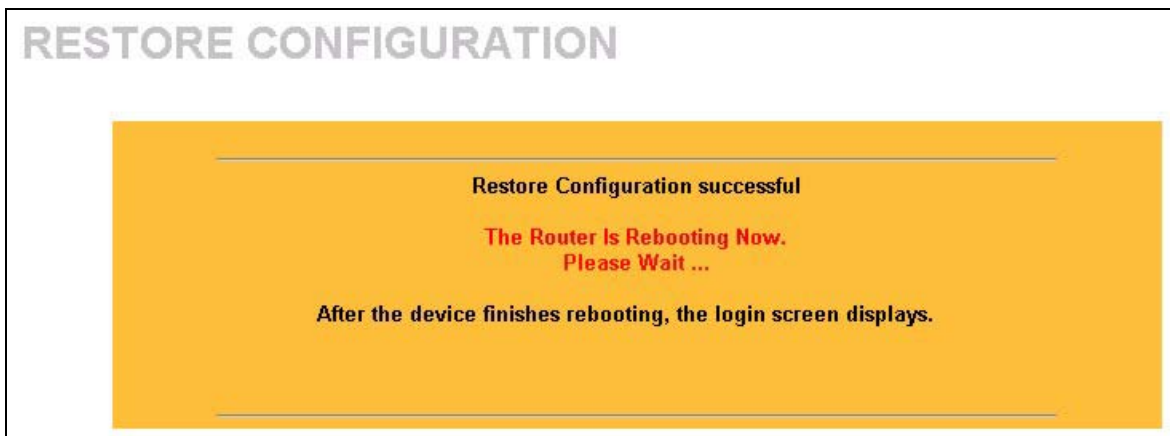 RESTORE CONFIGURATION
Restore Configuration successful
The Router Is Rebooting Now.
Please Wait ...
After the device finishes rebooting, the login screen displays.